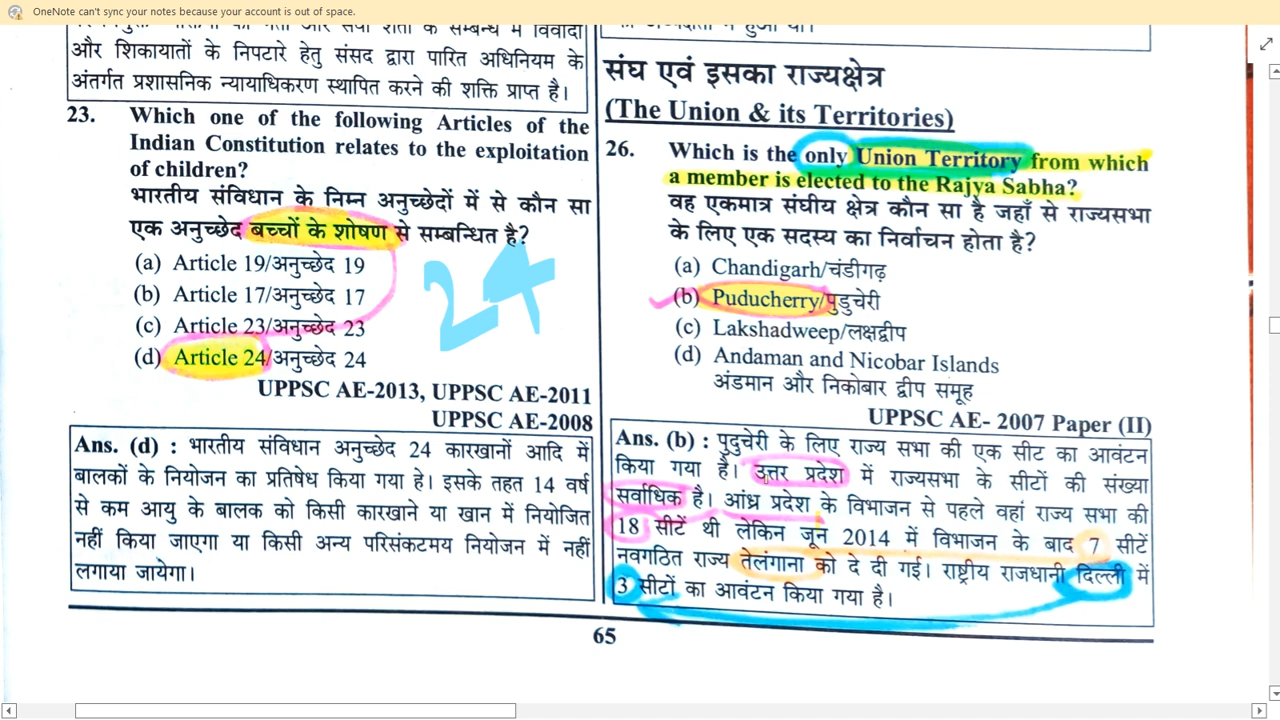 OneNote can't sync your notes because your account is out of space.
और शिकायातों के निपटारे हेतु संसद द्वारा पारित अधिनियम के
अंतर्गत प्रशासनिक न्यायाधिकरण स्थापित करने की शक्ति प्राप्त है।
23. Which one of the following Articles of the
Indian Constitution relates to the exploitation
of children?
भारतीय संविधान के निम्न अनुच्छेदों में से कौन सा
एक अनुच्छेद बच्चों के शोषण से सम्बन्धित है?
(a) Article 19/अनुच्छेद 19
(b) Article 17/अनुच्छेद 17
(c) Article 23/अनुच्छेद 23
(d) Article 24/अनुच्छेद 24
24
UPPSC AE-2013, UPPSC AE-2011
UPPSC AE-2008
Ans. (d) : भारतीय संविधान अनुच्छेद 24 कारखानों आदि में
बालकों के नियोजन का प्रतिषेध किया गया है। इसके तहत 14 वर्ष
से कम आयु के बालक को किसी कारखाने या खान में नियोजित
नहीं किया जाएगा या किसी अन्य परिसंकटमय नियोजन में नहीं
लगाया जायेगा।
संघ एवं इसका राज्यक्षेत्र
(The Union & its Territories)
26. Which is the only Union Territory from which
a member is elected to the Rajya Sabha?
वह एकमात्र संघीय क्षेत्र कौन सा है जहाँ से राज्यसभा
के लिए एक सदस्य का निर्वाचन होता है?
(a) Chandigarh/चंडीगढ़
(b) Puducherry/पुडुचेरी
(c) Lakshadweep/लक्षद्वीप
(d) Andaman and Nicobar Islands
अंडमान और निकोबार द्वीप समूह
UPPSC AE- 2007 Paper (II)
Ans. (b) : पुदुचेरी के लिए राज्य सभा की एक सीट का आवंटन
किया गया है। उत्तर प्रदेश में राज्यसभा के सीटों की संख्या
सर्वाधिक है। आंध्र प्रदेश के विभाजन से पहले वहां राज्य सभा की
18 सीटें थी लेकिन जून 2014 में विभाजन के बाद 7 सीटें
नवगठित राज्य तेलंगाना को दे दी गई। राष्ट्रीय राजधानी दिल्ली में
3 सीटों का आवंटन किया गया है।
65